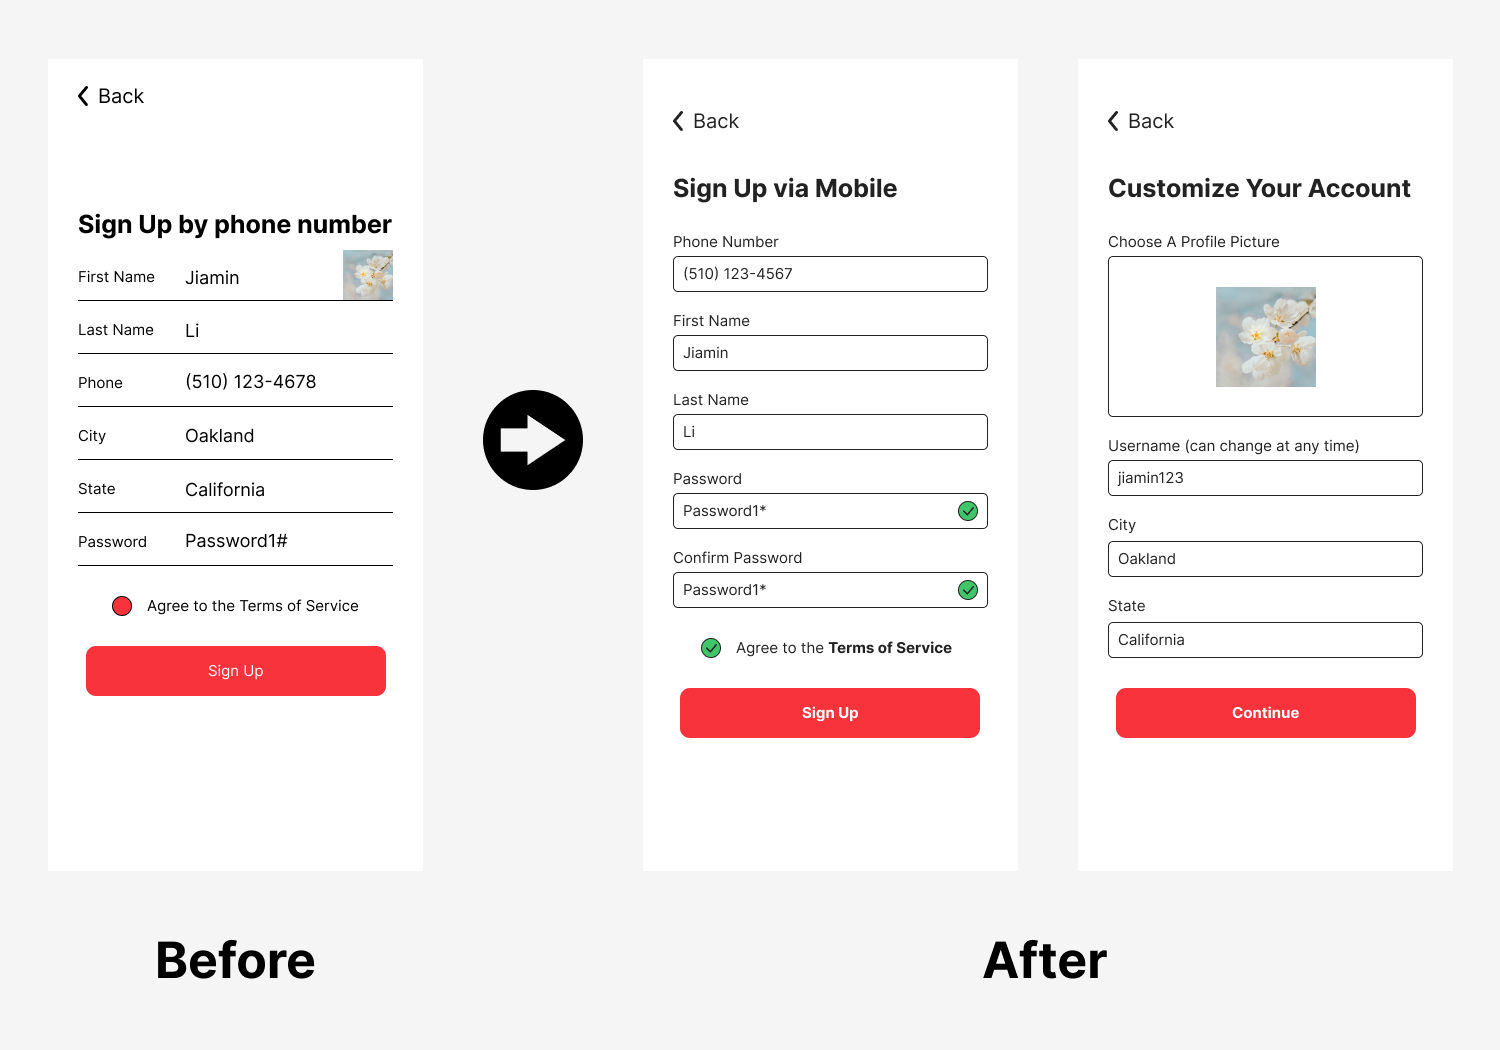 Back
Sign Up by phone number
First Name Jiamin
Last Name Li
Phone (510) 123-4678
City Oakland
State California
Password Password1#
Agree to the Terms of Service
Sign Up
Before
Back
Sign Up via Mobile
Phone Number
(510) 123-4567
First Name
Jiamin
Last Name
Li
Password
Password1*
Confirm Password
Password1*
Agree to the Terms of Service
Sign Up
Back
Customize Your Account
Choose A Profile Picture
Username (can change at any time)
jiamin123
City
Oakland
State
California
Continue
After